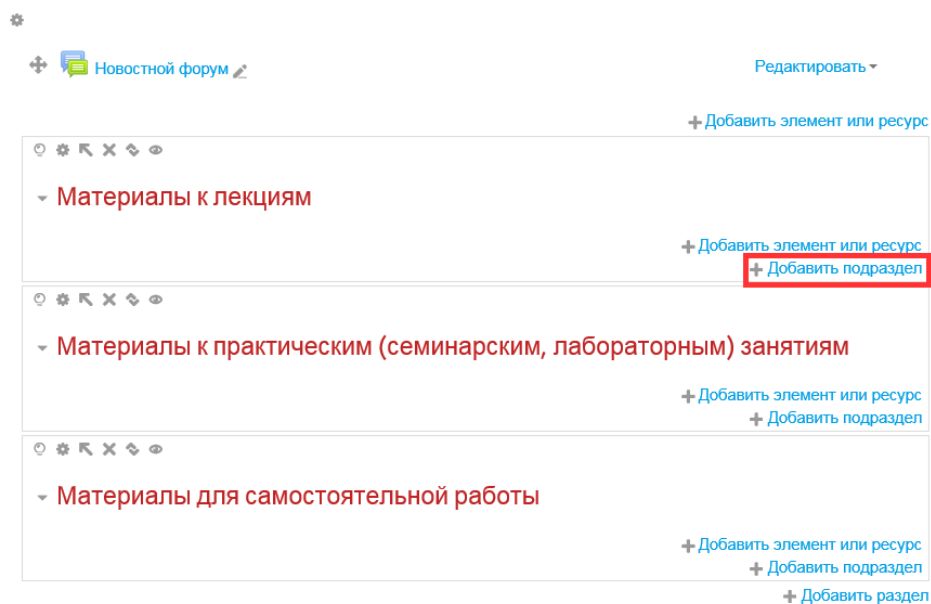 Новостной форум
Редактировать
Добавить элемент или ресурс
Материалы к лекциям
Добавить элемент или ресурс
Добавить подраздел
Материалы к практическим (семинарским, лабораторным) занятиям
Добавить элемент или ресурс
Добавить подраздел
Материалы для самостоятельной работы
Добавить элемент или ресурс
Добавить подраздел
Добавить раздел